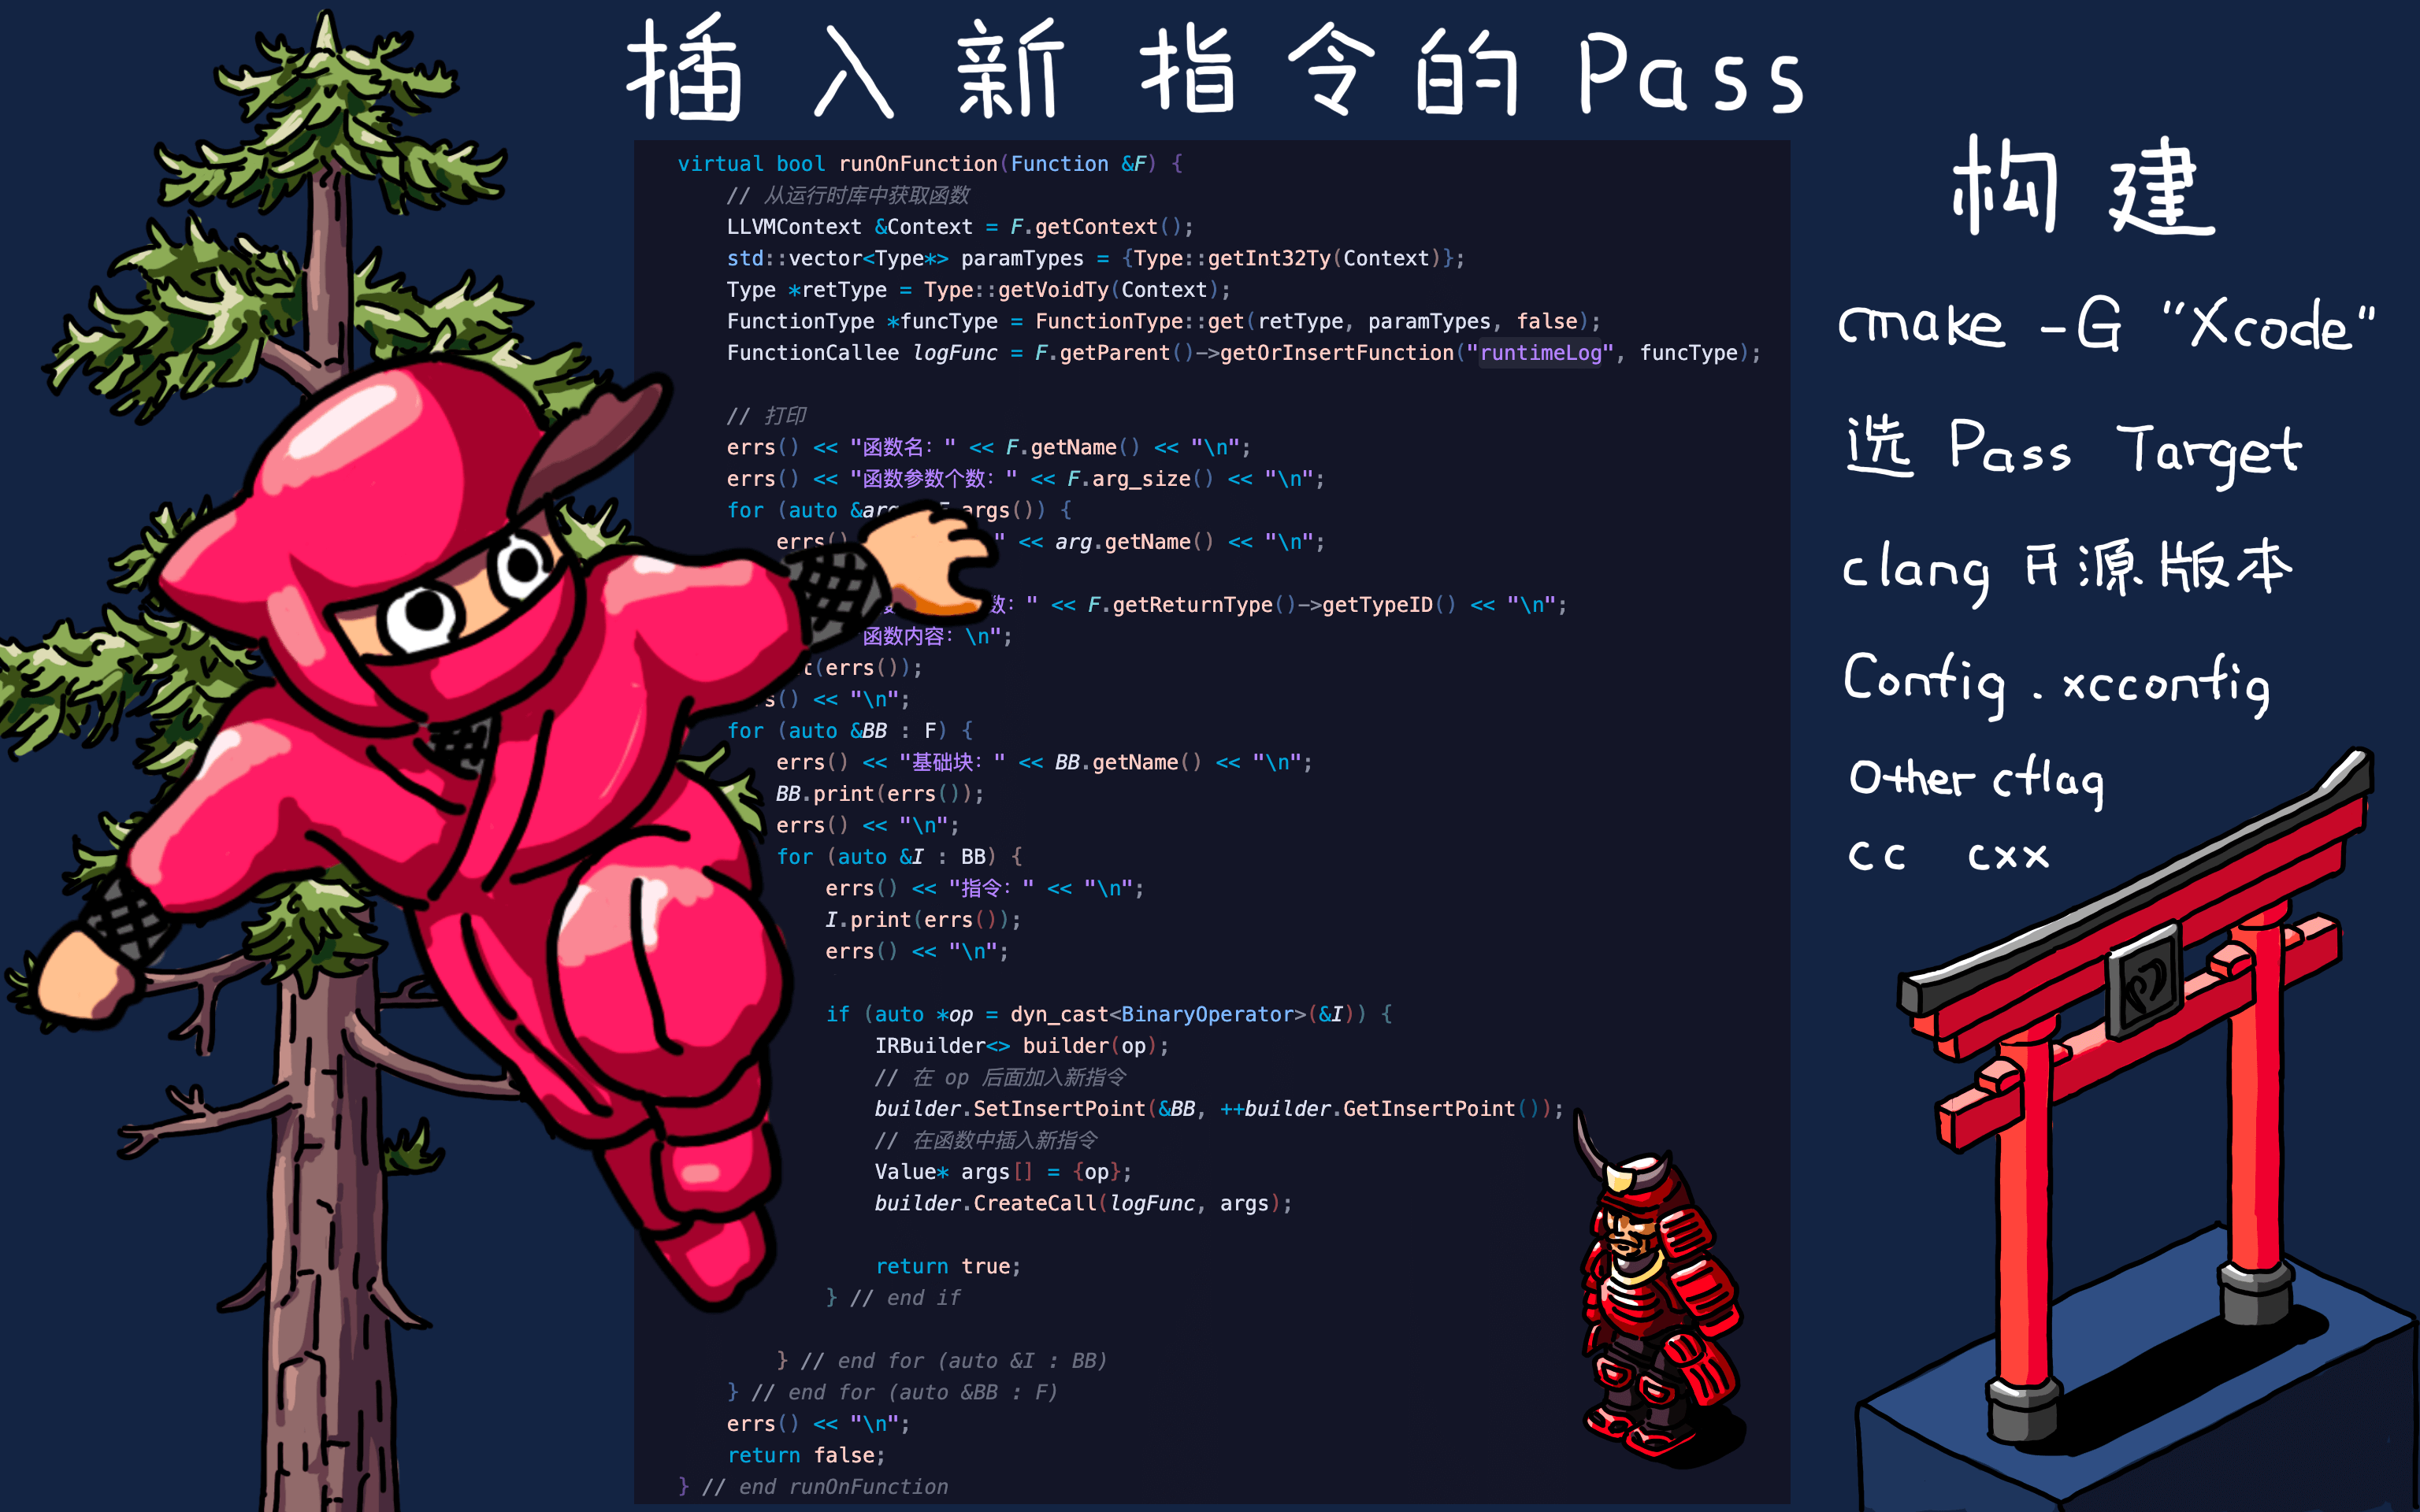 插入新指令的 Pass
virtual bool runOnFunction(Function &F) {
// 从运行时库中获取函数
LLVMContext &Context = F.getContext();
std::vector<Type*> paramTypes = {Type::getInt32Ty(Context)};
Type *retType = Type::getVoidTy(Context);
FunctionType *funcType = FunctionType::get(retType, paramTypes, false);
FunctionCallee logFunc = F.getParent()->getOrInsertFunction("runtimeLog", funcType);
// 打印
errs() << "函数名：" << F.getName() << "\n";
errs() << "函数参数个数：" << F.arg_size() << "\n";
for (auto &arg args()) {
errs() " << arg.getName() << "\n";
数：" << F.getReturnType()->getTypeID() << "\n";
函数内容：\n";
t(errs());
s() << "\n";
for (auto &BB : F) {
errs() << "基础块：" << BB.getName() << "\n";
BB.print(errs());
errs() << "\n";
for (auto &I : BB) {
errs() << "指令：" << "\n";
I.print(errs());
errs() << "\n";
if (auto *op = dyn_cast<BinaryOperator>(&I)) {
IRBuilder<> builder(op);
// 在 op 后面加入新指令
builder.SetInsertPoint(&BB, ++builder.GetInsertPoint());
// 在函数中插入新指令
Value* args[] = {op};
builder.CreateCall(logFunc, args);
return true;
} // end if
} // end for (auto &I : BB)
} // end for (auto &BB : F)
errs() << "\n";
return false;
} // end runOnFunction
构建
cmake -G "Xcode"
选 Pass Target
clang 开源版本
Config.xcconfig
Other cflag
cc cxx